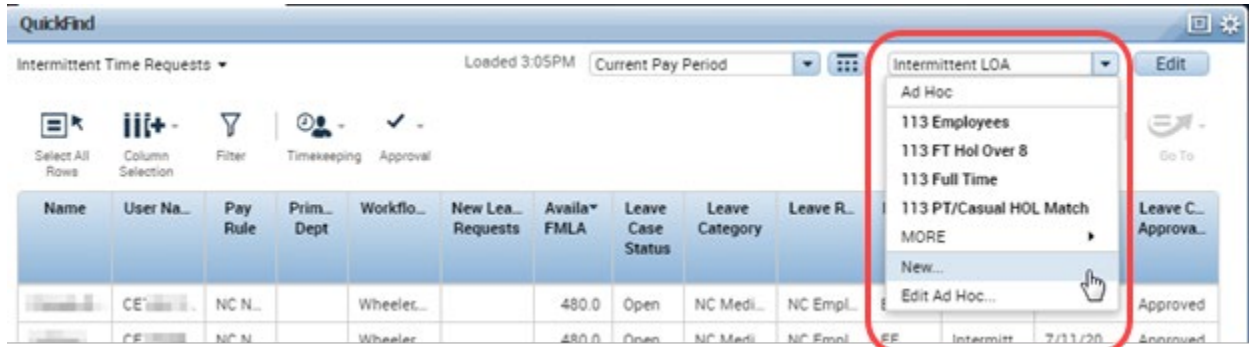 QuickFind
Intermittent Time Requests
Loaded 3:05PM
Current Pay Period
Intermittent LOA
Edit
Ad Hoc
113 Employees
113 FT Hol Over 8
113 Full Time
113 PT/Casual HOL Match
MORE
New...
Edit Ad Hoc...
Select All Rows
Column Selection
Filter
Timekeeping
Approval
Go To
Name User Na... Pay Rule Prim... Dept Workflo... New Lea... Requests Availa FMLA Leave Case Status Leave Category Leave R... Leave C... Approva...
NC N... Wheeler,... 480.0 Open NC Medi... NC Empl... Approved
NC N... Wheeler 480.0 Open NC Medi NC Empl EE Intermitt 7/11/20 Approved